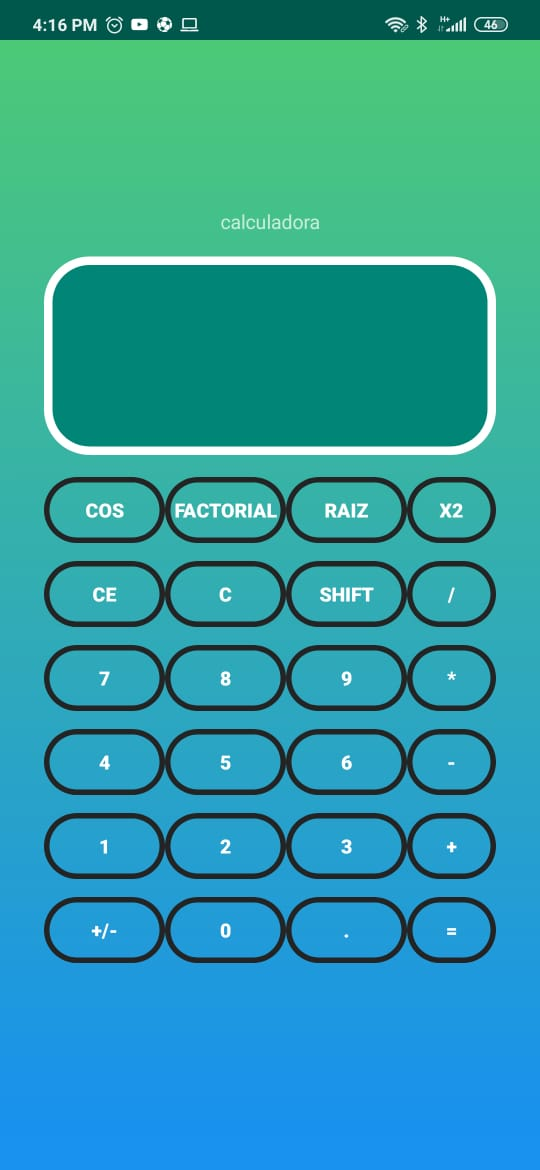 4:16 PM H+ 46
calculadora
COS FACTORIAL RAIZ X2
CE C SHIFT /
7 8 9 *
4 5 6 -
1 2 3 +
+/- 0 . =